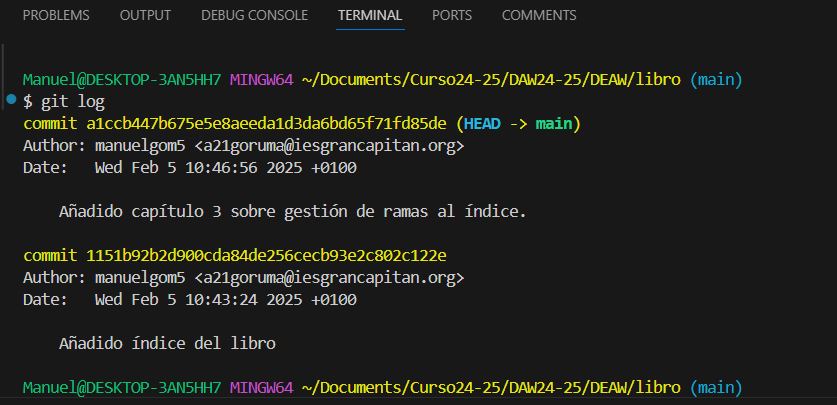 PROBLEMS OUTPUT DEBUG CONSOLE TERMINAL PORTS COMMENTS
Manuel@DESKTOP-3AN5HH7 MINGW64 ~/Documents/Curso24-25/DAW24-25/DEAW/libro (main)
$ git log
commit a1ccb447b675e5e8aeeda1d3da6bd65f71fd85de (HEAD -> main)
Author: manuelgom5 <a21goruma@iesgrancapitan.org>
Date:   Wed Feb 5 10:46:56 2025 +0100
Añadido capítulo 3 sobre gestión de ramas al índice.
commit 1151b92b2d900cda84de256cecb93e2c802c122e
Author: manuelgom5 <a21goruma@iesgrancapitan.org>
Date:   Wed Feb 5 10:43:24 2025 +0100
Añadido índice del libro
Manuel@DESKTOP-3AN5HH7 MINGW64 ~/Documents/Curso24-25/DAW24-25/DEAW/libro (main)